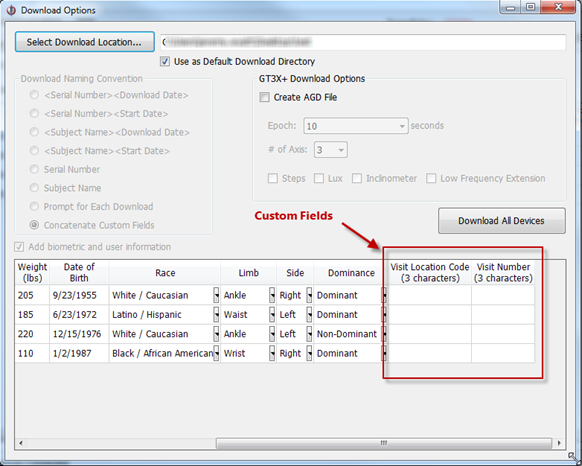 Download Options
Select Download Location...
Use as Default Download Directory
Download Naming Convention
<Serial Number><Download Date>
<Serial Number><Start Date>
<Subject Name><Download Date>
<Subject Name><Start Date>
Serial Number
Subject Name
Prompt for Each Download
Concatenate Custom Fields
GT3X+ Download Options
Create AGD File
Epoch: 10 seconds
# of Axis: 3
Steps Lux Inclinometer Low Frequency Extension
Custom Fields
Download All Devices
Add biometric and user information
Weight (lbs) Date of Birth Race Limb Side Dominance Visit Location Code (3 characters) Visit Number (3 characters)
205 9/23/1955 White / Caucasian Ankle Right Dominant
185 6/23/1972 Latino / Hispanic Waist Left Dominant
220 12/15/1976 White / Caucasian Ankle Left Non-Dominant
110 1/2/1987 Black / African American Wrist Right Dominant